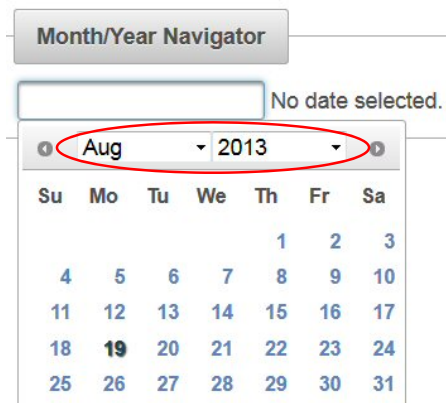 Month/Year Navigator
No date selected.
Aug 2013
Su Mo Tu We Th Fr Sa
1 2 3
4 5 6 7 8 9 10
11 12 13 14 15 16 17
18 19 20 21 22 23 24
25 26 27 28 29 30 31